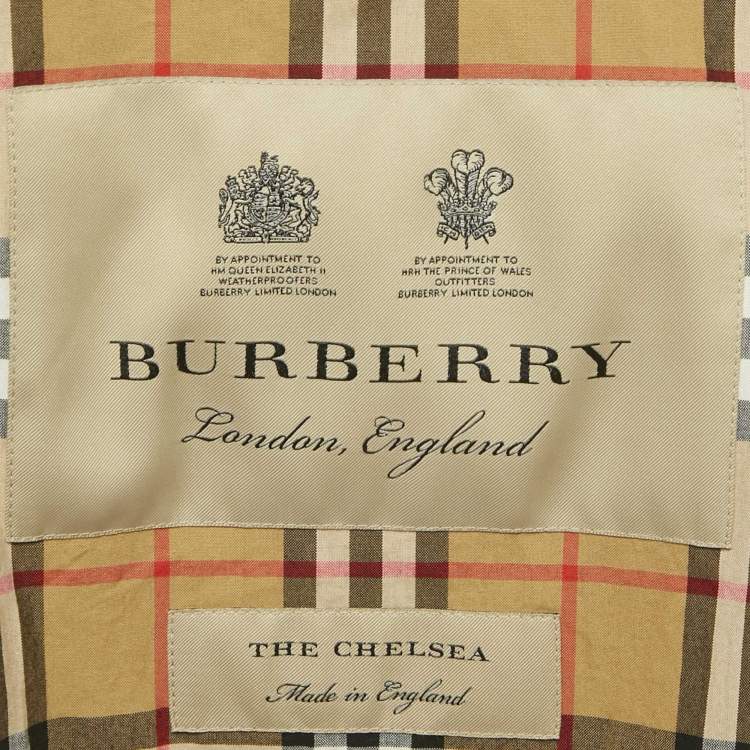 BY APPOINTMENT TO
HM QUEEN ELIZABETH II
WEATHERPROOFERS
BURBERRY LIMITED LONDON
BY APPOINTMENT TO
HRH THE PRINCE OF WALES
OUTFITTERS
BURBERRY LIMITED LONDON
BURBERRY
London, England
THE CHELSEA
Made in England